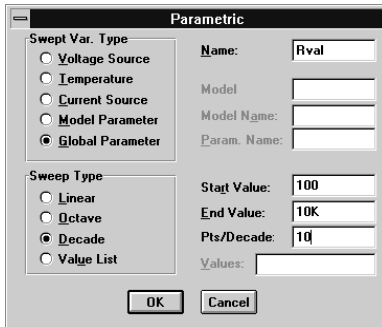 Parametric
Swept Var. Type
Voltage Source
Temperature
Current Source
Model Parameter
Global Parameter
Name: Rval
Model
Model Name:
Param. Name:
Sweep Type
Linear
Octave
Decade
Value List
Start Value: 100
End Value: 10K
Pts/Decade: 10
Values:
OK
Cancel